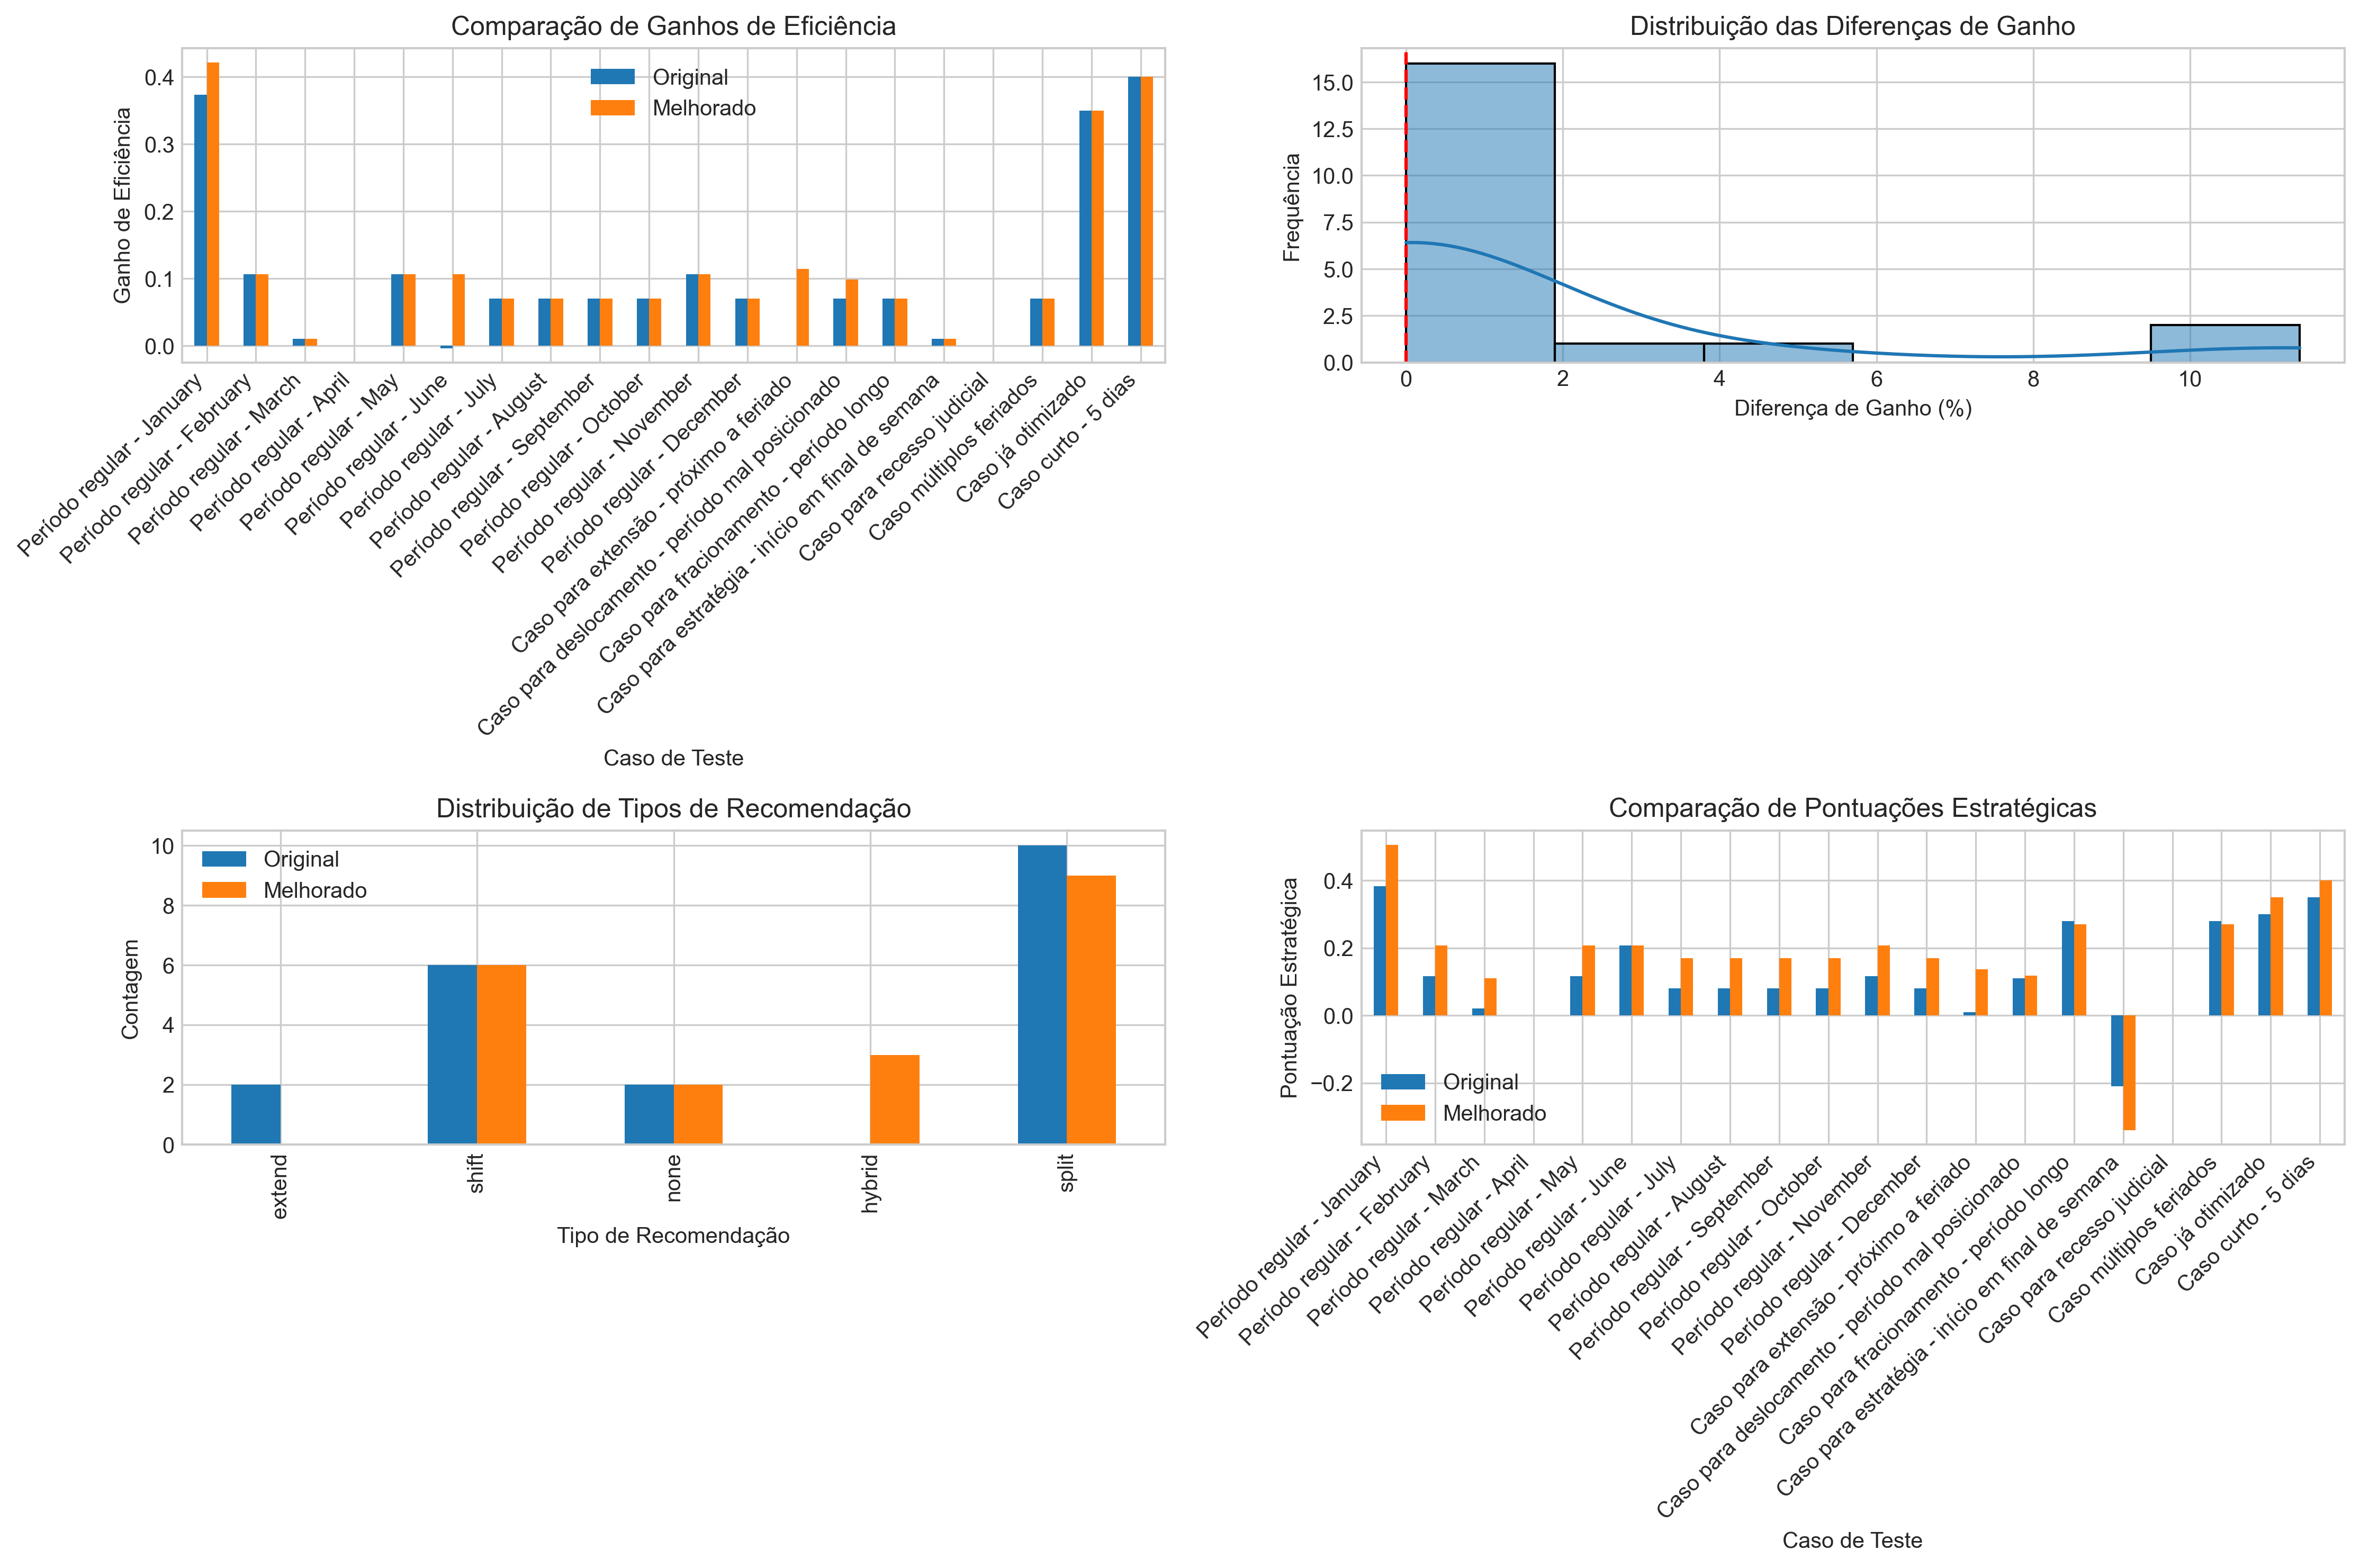 Comparação de Ganhos de Eficiência
Ganho de Eficiência
0.4
0.3
0.2
0.1
0.0
Original
Melhorado
Período regular - January
Período regular - February
Período regular - March
Período regular - April
Período regular - May
Período regular - June
Período regular - July
Período regular - August
Período regular - September
Período regular - October
Período regular - November
Período regular - December
Caso para extensão - próximo a feriado
Caso para deslocamento - período mal posicionado
Caso para fracionamento - período longo
Caso para estratégia - início em final de semana
Caso para recesso judicial
Caso múltiplos feriados
Caso já otimizado
Caso curto - 5 dias
Caso de Teste
Distribuição das Diferenças de Ganho
Frequência
15.0
12.5
10.0
7.5
5.0
2.5
0.0
0 2 4 6 8 10
Diferença de Ganho (%)
Distribuição de Tipos de Recomendação
Contagem
10
8
6
4
2
0
Original
Melhorado
extend
shift
none
hybrid
split
Tipo de Recomendação
Comparação de Pontuações Estratégicas
Pontuação Estratégica
0.4
0.2
0.0
−0.2
Original
Melhorado
Período regular - January
Período regular - February
Período regular - March
Período regular - April
Período regular - May
Período regular - June
Período regular - July
Período regular - August
Período regular - September
Período regular - October
Período regular - November
Período regular - December
Caso para extensão - próximo a feriado
Caso para deslocamento - período mal posicionado
Caso para fracionamento - período longo
Caso para estratégia - início em final de semana
Caso para recesso judicial
Caso múltiplos feriados
Caso já otimizado
Caso curto - 5 dias
Caso de Teste